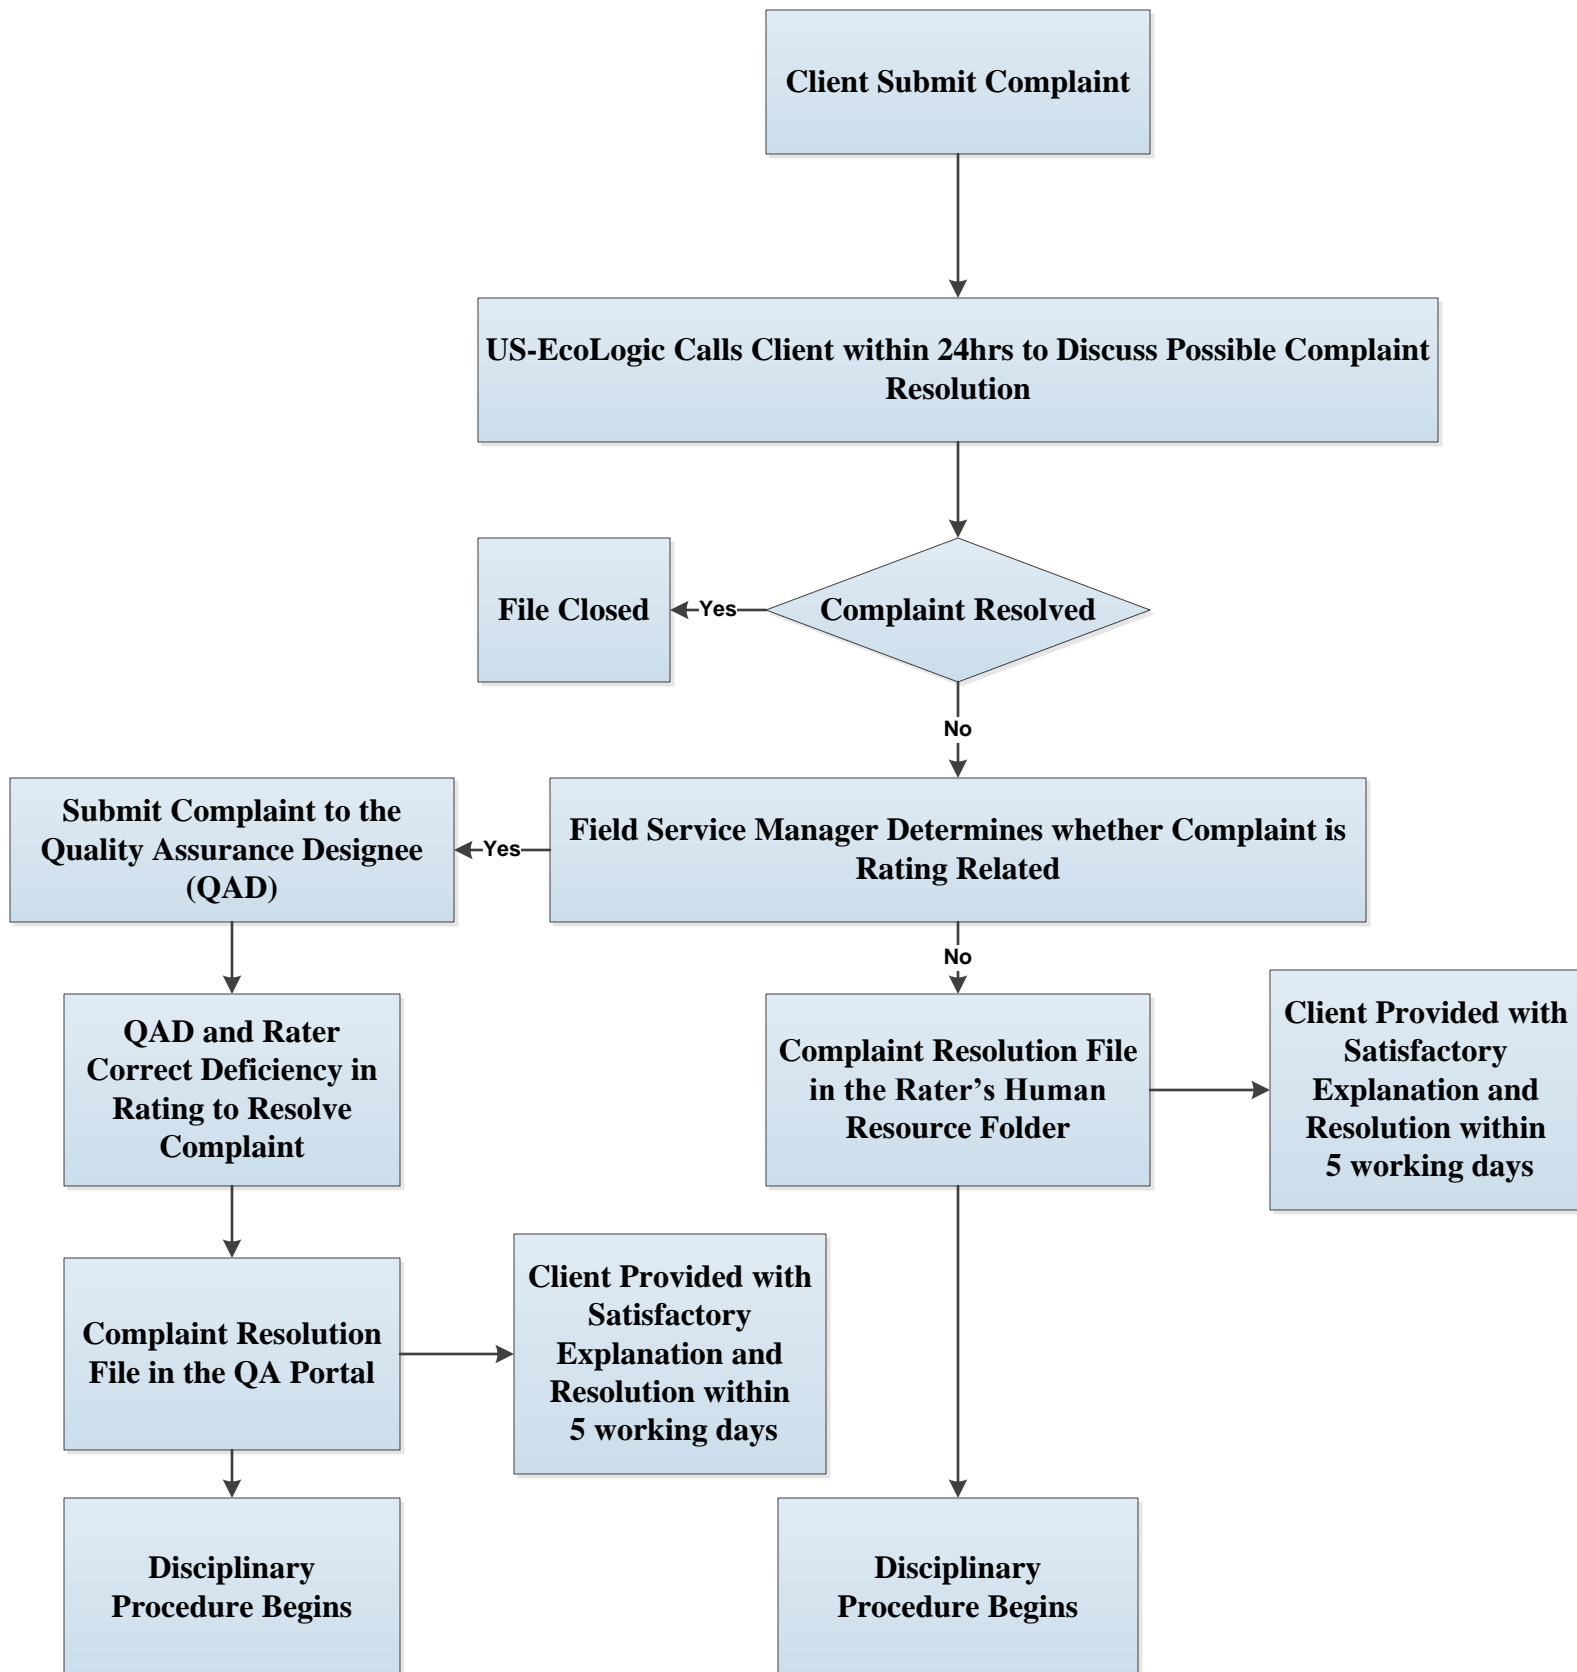 Client Submit Complaint
US-EcoLogic Calls Client within 24hrs to Discuss Possible Complaint
Resolution
File Closed
Yes
Complaint Resolved
No
Submit Complaint to the
Quality Assurance Designee
(QAD)
Yes
Field Service Manager Determines whether Complaint is
Rating Related
No
QAD and Rater
Correct Deficiency in
Rating to Resolve
Complaint
Complaint Resolution File
in the Rater’s Human
Resource Folder
Client Provided with
Satisfactory
Explanation and
Resolution within
5 working days
Complaint Resolution
File in the QA Portal
Client Provided with
Satisfactory
Explanation and
Resolution within
5 working days
Disciplinary
Procedure Begins
Disciplinary
Procedure Begins